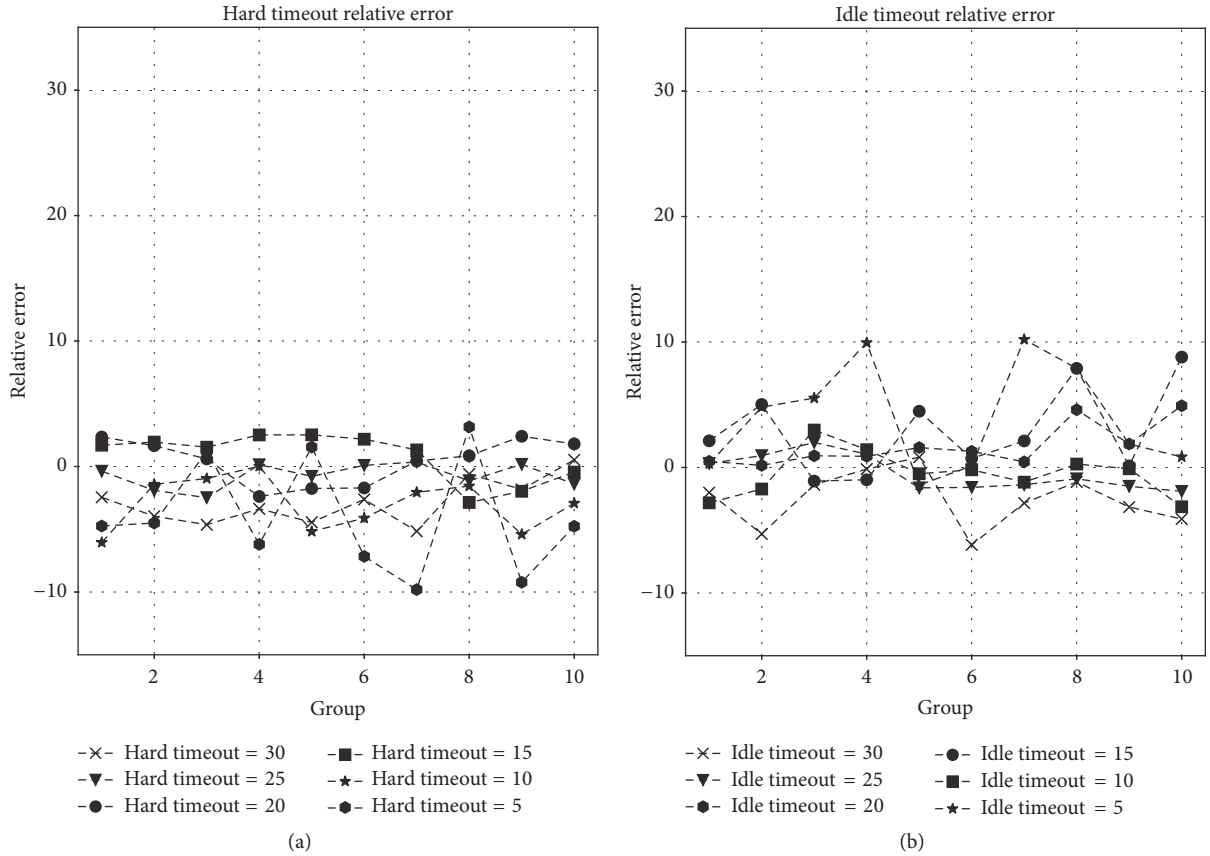 Hard timeout relative error
30
20
10
0
−10
Relative error
2
4
6
8
10
Group
Hard timeout = 30
Hard timeout = 25
Hard timeout = 20
Hard timeout = 15
Hard timeout = 10
Hard timeout = 5
(a)
Idle timeout relative error
30
20
10
0
−10
Relative error
2
4
6
8
10
Group
Idle timeout = 30
Idle timeout = 25
Idle timeout = 20
Idle timeout = 15
Idle timeout = 10
Idle timeout = 5
(b)